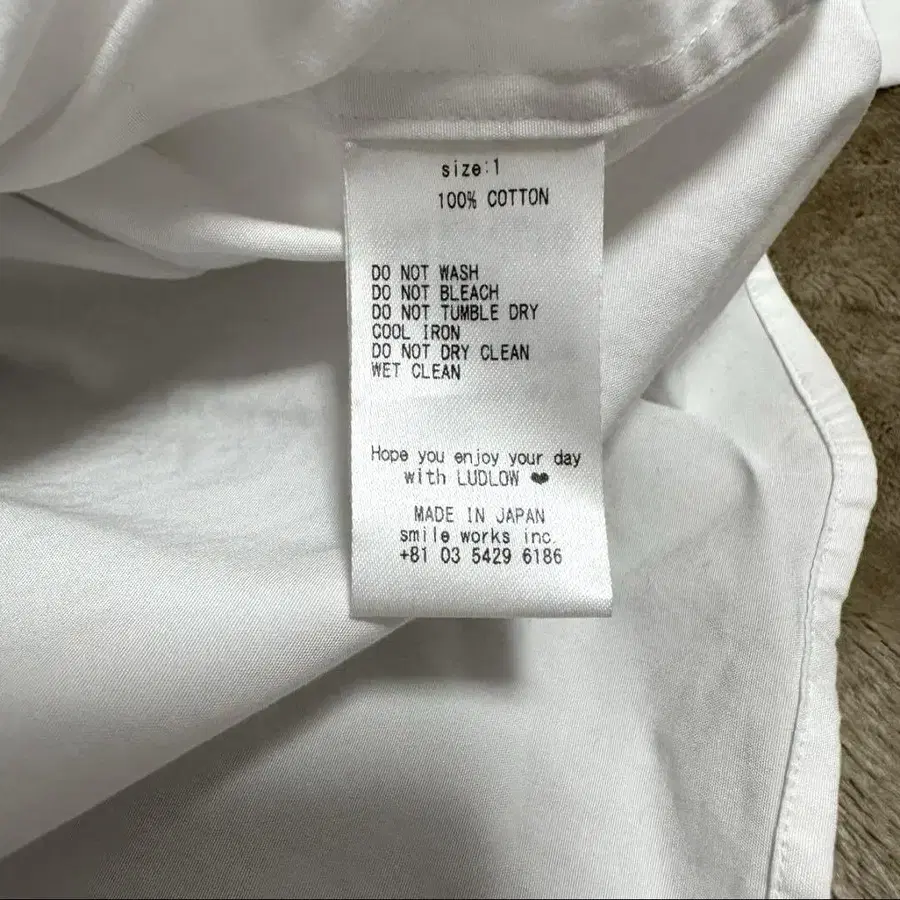 size:1
100% COTTON
DO NOT WASH
DO NOT BLEACH
DO NOT TUMBLE DRY
COOL IRON
DO NOT DRY CLEAN
WET CLEAN
Hope you enjoy your day
with LUDLOW ❤
MADE IN JAPAN
smile works inc.
+81 03 5429 6186